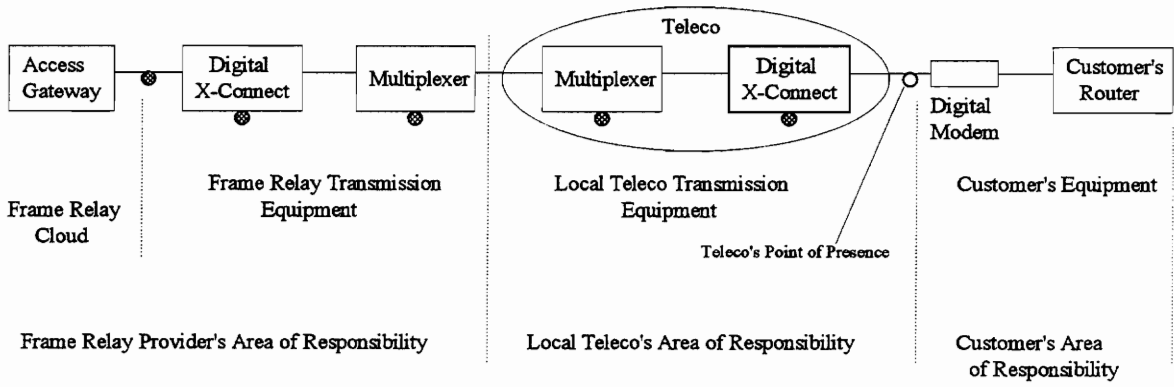 Teleco
Access
Gateway
Digital
X-Connect
Multiplexer
Multiplexer
Digital
X-Connect
Digital
Modem
Customer's
Router
Frame Relay
Cloud
Frame Relay Transmission
Equipment
Local Teleco Transmission
Equipment
Customer's Equipment
Teleco's Point of Presence
Frame Relay Provider's Area of Responsibility
Local Teleco's Area of Responsibility
Customer's Area
of Responsibility